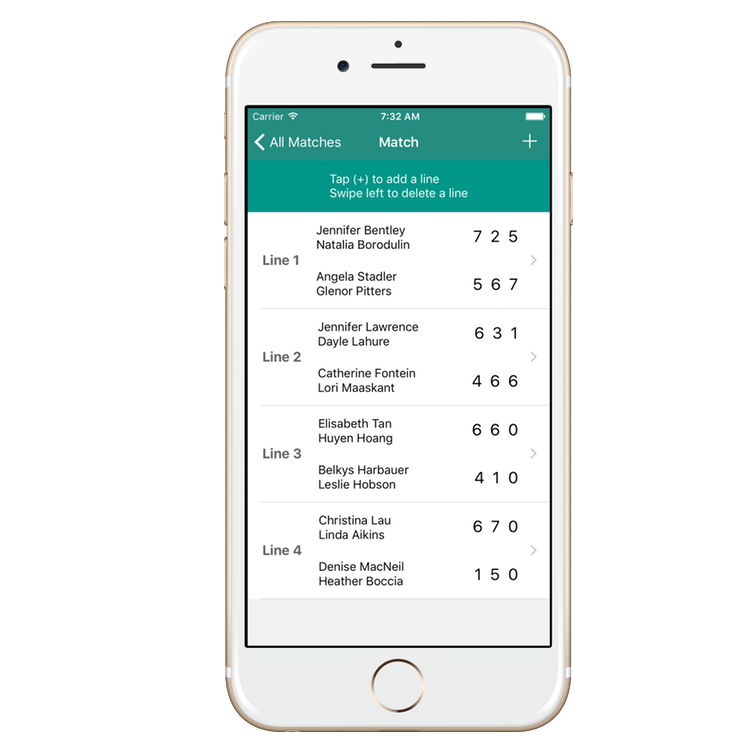 Carrier 7:32 AM
All Matches Match +
Tap (+) to add a line
Swipe left to delete a line
Jennifer Bentley
Natalia Borodulin
7 2 5
Line 1
Angela Stadler
Glenor Pitters
5 6 7
Jennifer Lawrence
Dayle Lahure
6 3 1
Line 2
Catherine Fontein
Lori Maaskant
4 6 6
Elisabeth Tan
Huyen Hoang
6 6 0
Line 3
Belkys Harbauer
Leslie Hobson
4 1 0
Christina Lau
Linda Aikins
6 7 0
Line 4
Denise MacNeil
Heather Boccia
1 5 0